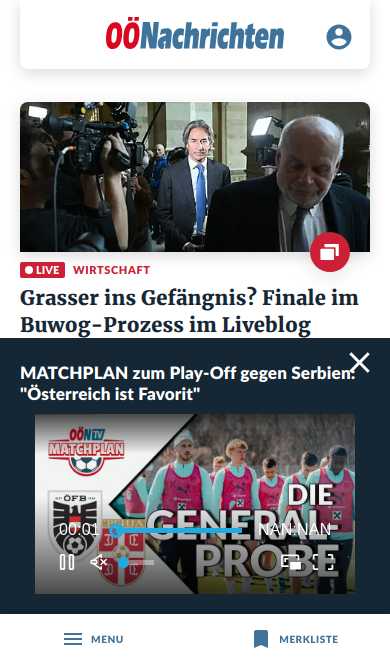 OÖNachrichten
LIVE WIRTSCHAFT
Grasser ins Gefängnis? Finale im
Buwog-Prozess im Liveblog
MATCHPLAN zum Play-Off gegen Serbien:
"Österreich ist Favorit"
OÖN TV
MATCHPLAN
ÖFB
DIE
GENERAL-
PROBE
00:01
NAN:NAN
MENU
MERKLISTE